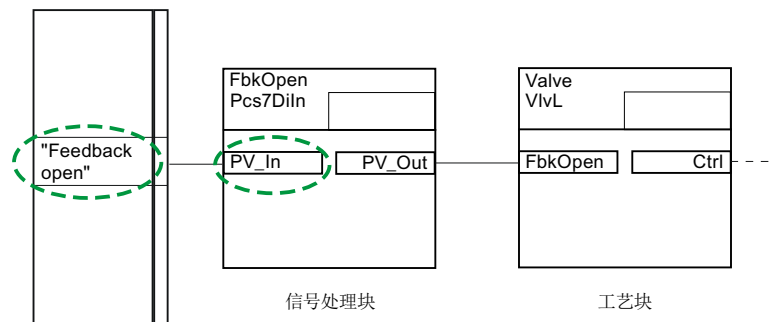 "Feedback
open"
FbkOpen
Pcs7DiIn
PV_In
PV_Out
信号处理块
Valve
VlvL
FbkOpen
Ctrl
工艺块